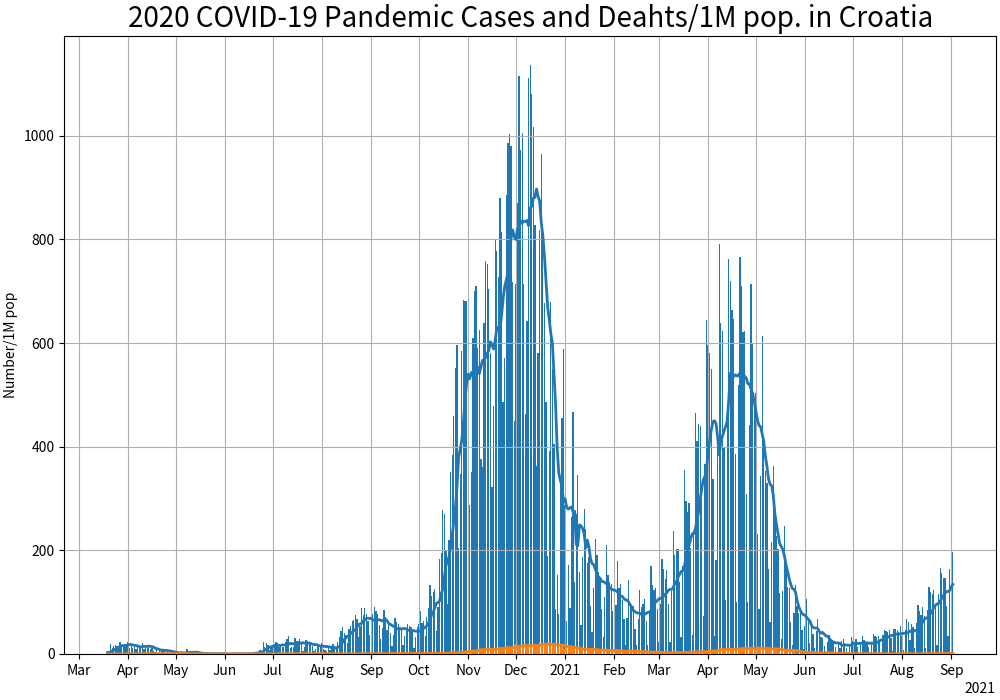 2020 COVID-19 Pandemic Cases and Deahts/1M pop. in Croatia
Number/1M pop
1000
800
600
400
200
0
Mar Apr May Jun Jul Aug Sep Oct Nov Dec 2021 Feb Mar Apr May Jun Jul Aug Sep
2021